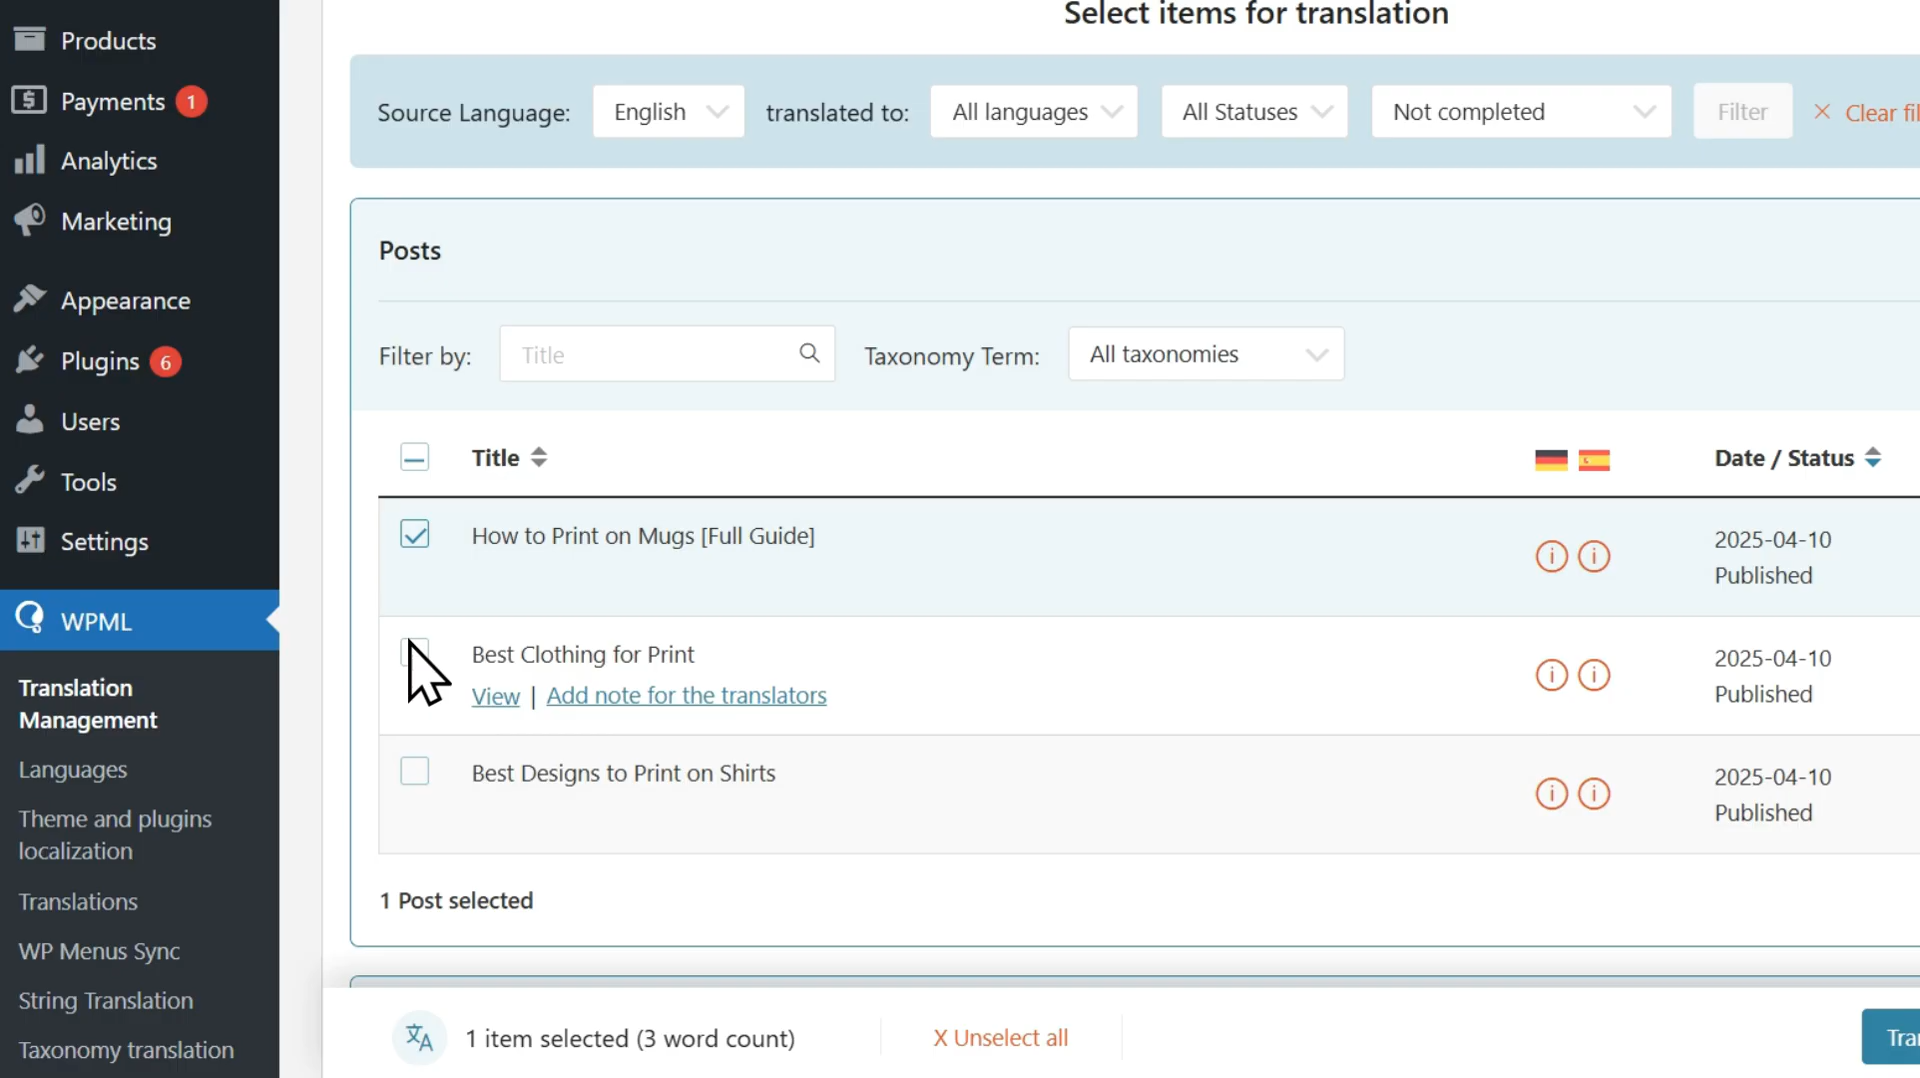 Select items for translation
Products
Payments 1
Analytics
Marketing
Appearance
Plugins 6
Users
Tools
Settings
WPML
Translation
Management
Languages
Theme and plugins
localization
Translations
WP Menus Sync
String Translation
Taxonomy translation
Source Language: English translated to: All languages All Statuses Not completed Filter × Clear fil
Posts
Filter by: Title Taxonomy Term: All taxonomies
Title Date / Status
How to Print on Mugs [Full Guide] 2025-04-10
Published
Best Clothing for Print 2025-04-10
View | Add note for the translators Published
Best Designs to Print on Shirts 2025-04-10
Published
1 Post selected
1 item selected (3 word count) X Unselect all Tra